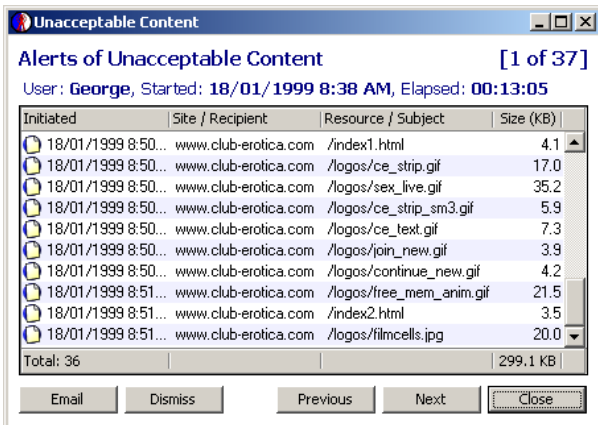 Unacceptable Content
Alerts of Unacceptable Content [1 of 37]
User: George, Started: 18/01/1999 8:38 AM, Elapsed: 00:13:05
Initiated Site / Recipient Resource / Subject Size (KB)
18/01/1999 8:50... www.club-erotica.com /index1.html 4.1
18/01/1999 8:50... www.club-erotica.com /logos/ce_strip.gif 17.0
18/01/1999 8:50... www.club-erotica.com /logos/sex_live.gif 35.2
18/01/1999 8:50... www.club-erotica.com /logos/ce_strip_sm3.gif 5.9
18/01/1999 8:50... www.club-erotica.com /logos/ce_text.gif 7.3
18/01/1999 8:50... www.club-erotica.com /logos/join_new.gif 3.9
18/01/1999 8:50... www.club-erotica.com /logos/continue_new.gif 4.2
18/01/1999 8:51... www.club-erotica.com /logos/free_mem_anim.gif 21.5
18/01/1999 8:51... www.club-erotica.com /index2.html 3.5
18/01/1999 8:51... www.club-erotica.com /logos/filmcells.jpg 20.0
Total: 36 299.1 KB
Email Dismiss Previous Next Close